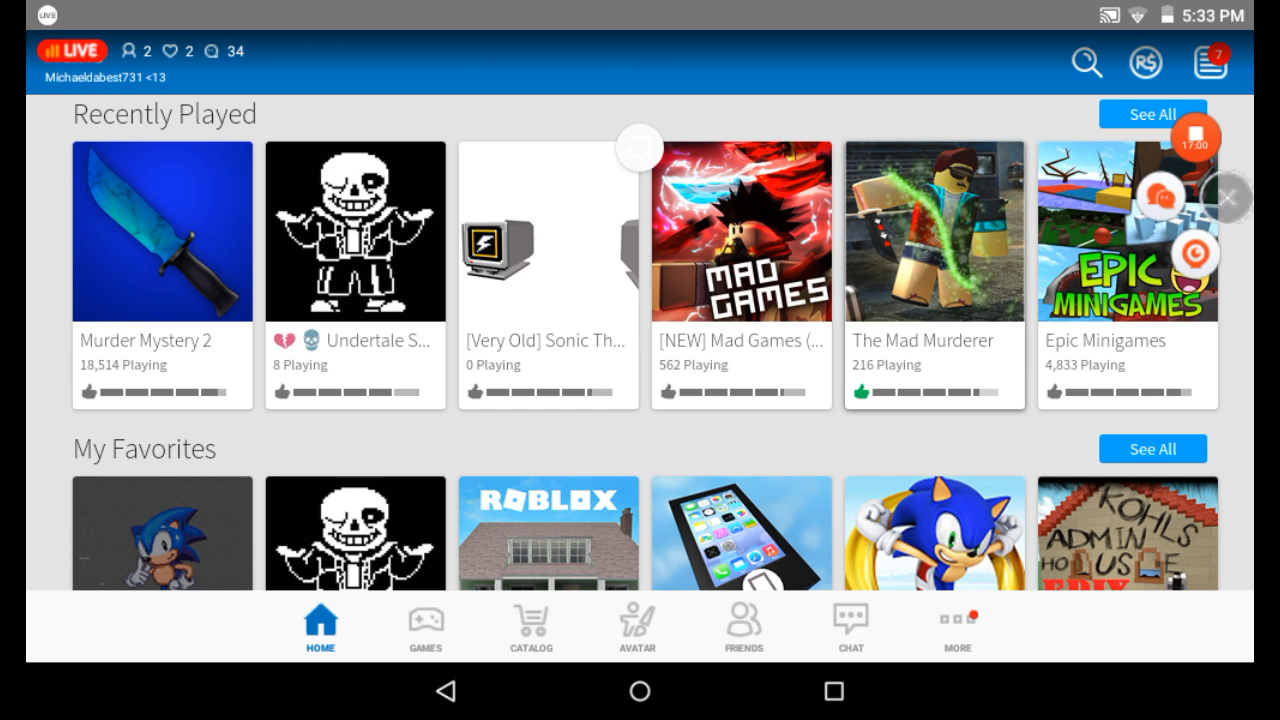 LIVE
5:33 PM
LIVE 2 2 34
Michaeldabest731 <13
R$
7
Recently Played
See All
17:00
MAD
GAMES
EPIC
MINIGAMES
Murder Mystery 2
💔 💀 Undertale S...
[Very Old] Sonic Th...
[NEW] Mad Games (...
The Mad Murderer
Epic Minigames
18,514 Playing
8 Playing
0 Playing
562 Playing
216 Playing
4,833 Playing
My Favorites
See All
ROBLOX
KOHLS
ADMIN
HOUSE
EPIX
HOME
GAMES
CATALOG
AVATAR
FRIENDS
CHAT
MORE